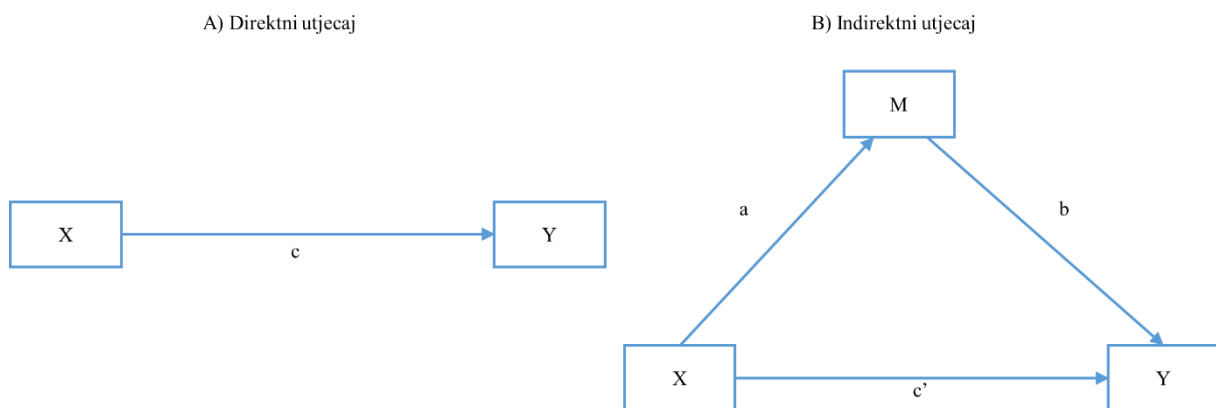 A) Direktni utjecaj
X
c
Y
B) Indirektni utjecaj
M
a
b
X
c’
Y